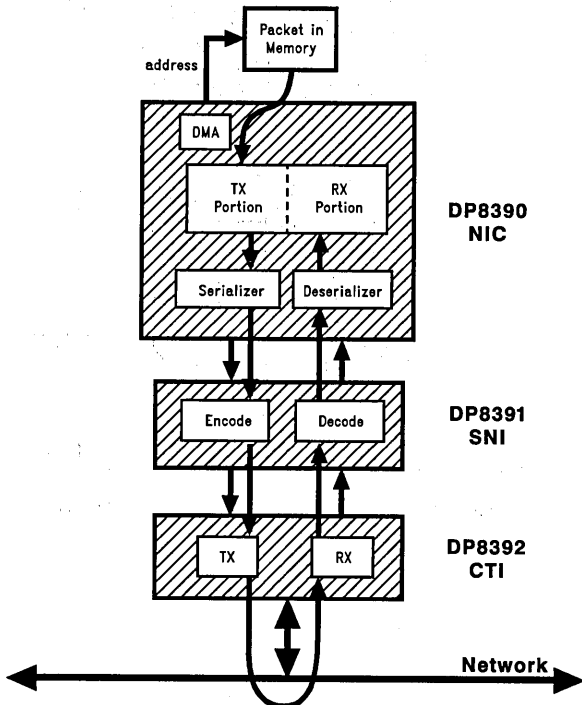 Packet in
Memory
address
DMA
TX
Portion
RX
Portion
DP8390
NIC
Serializer
Deserializer
Encode
Decode
DP8391
SNI
TX
RX
DP8392
CTI
Network